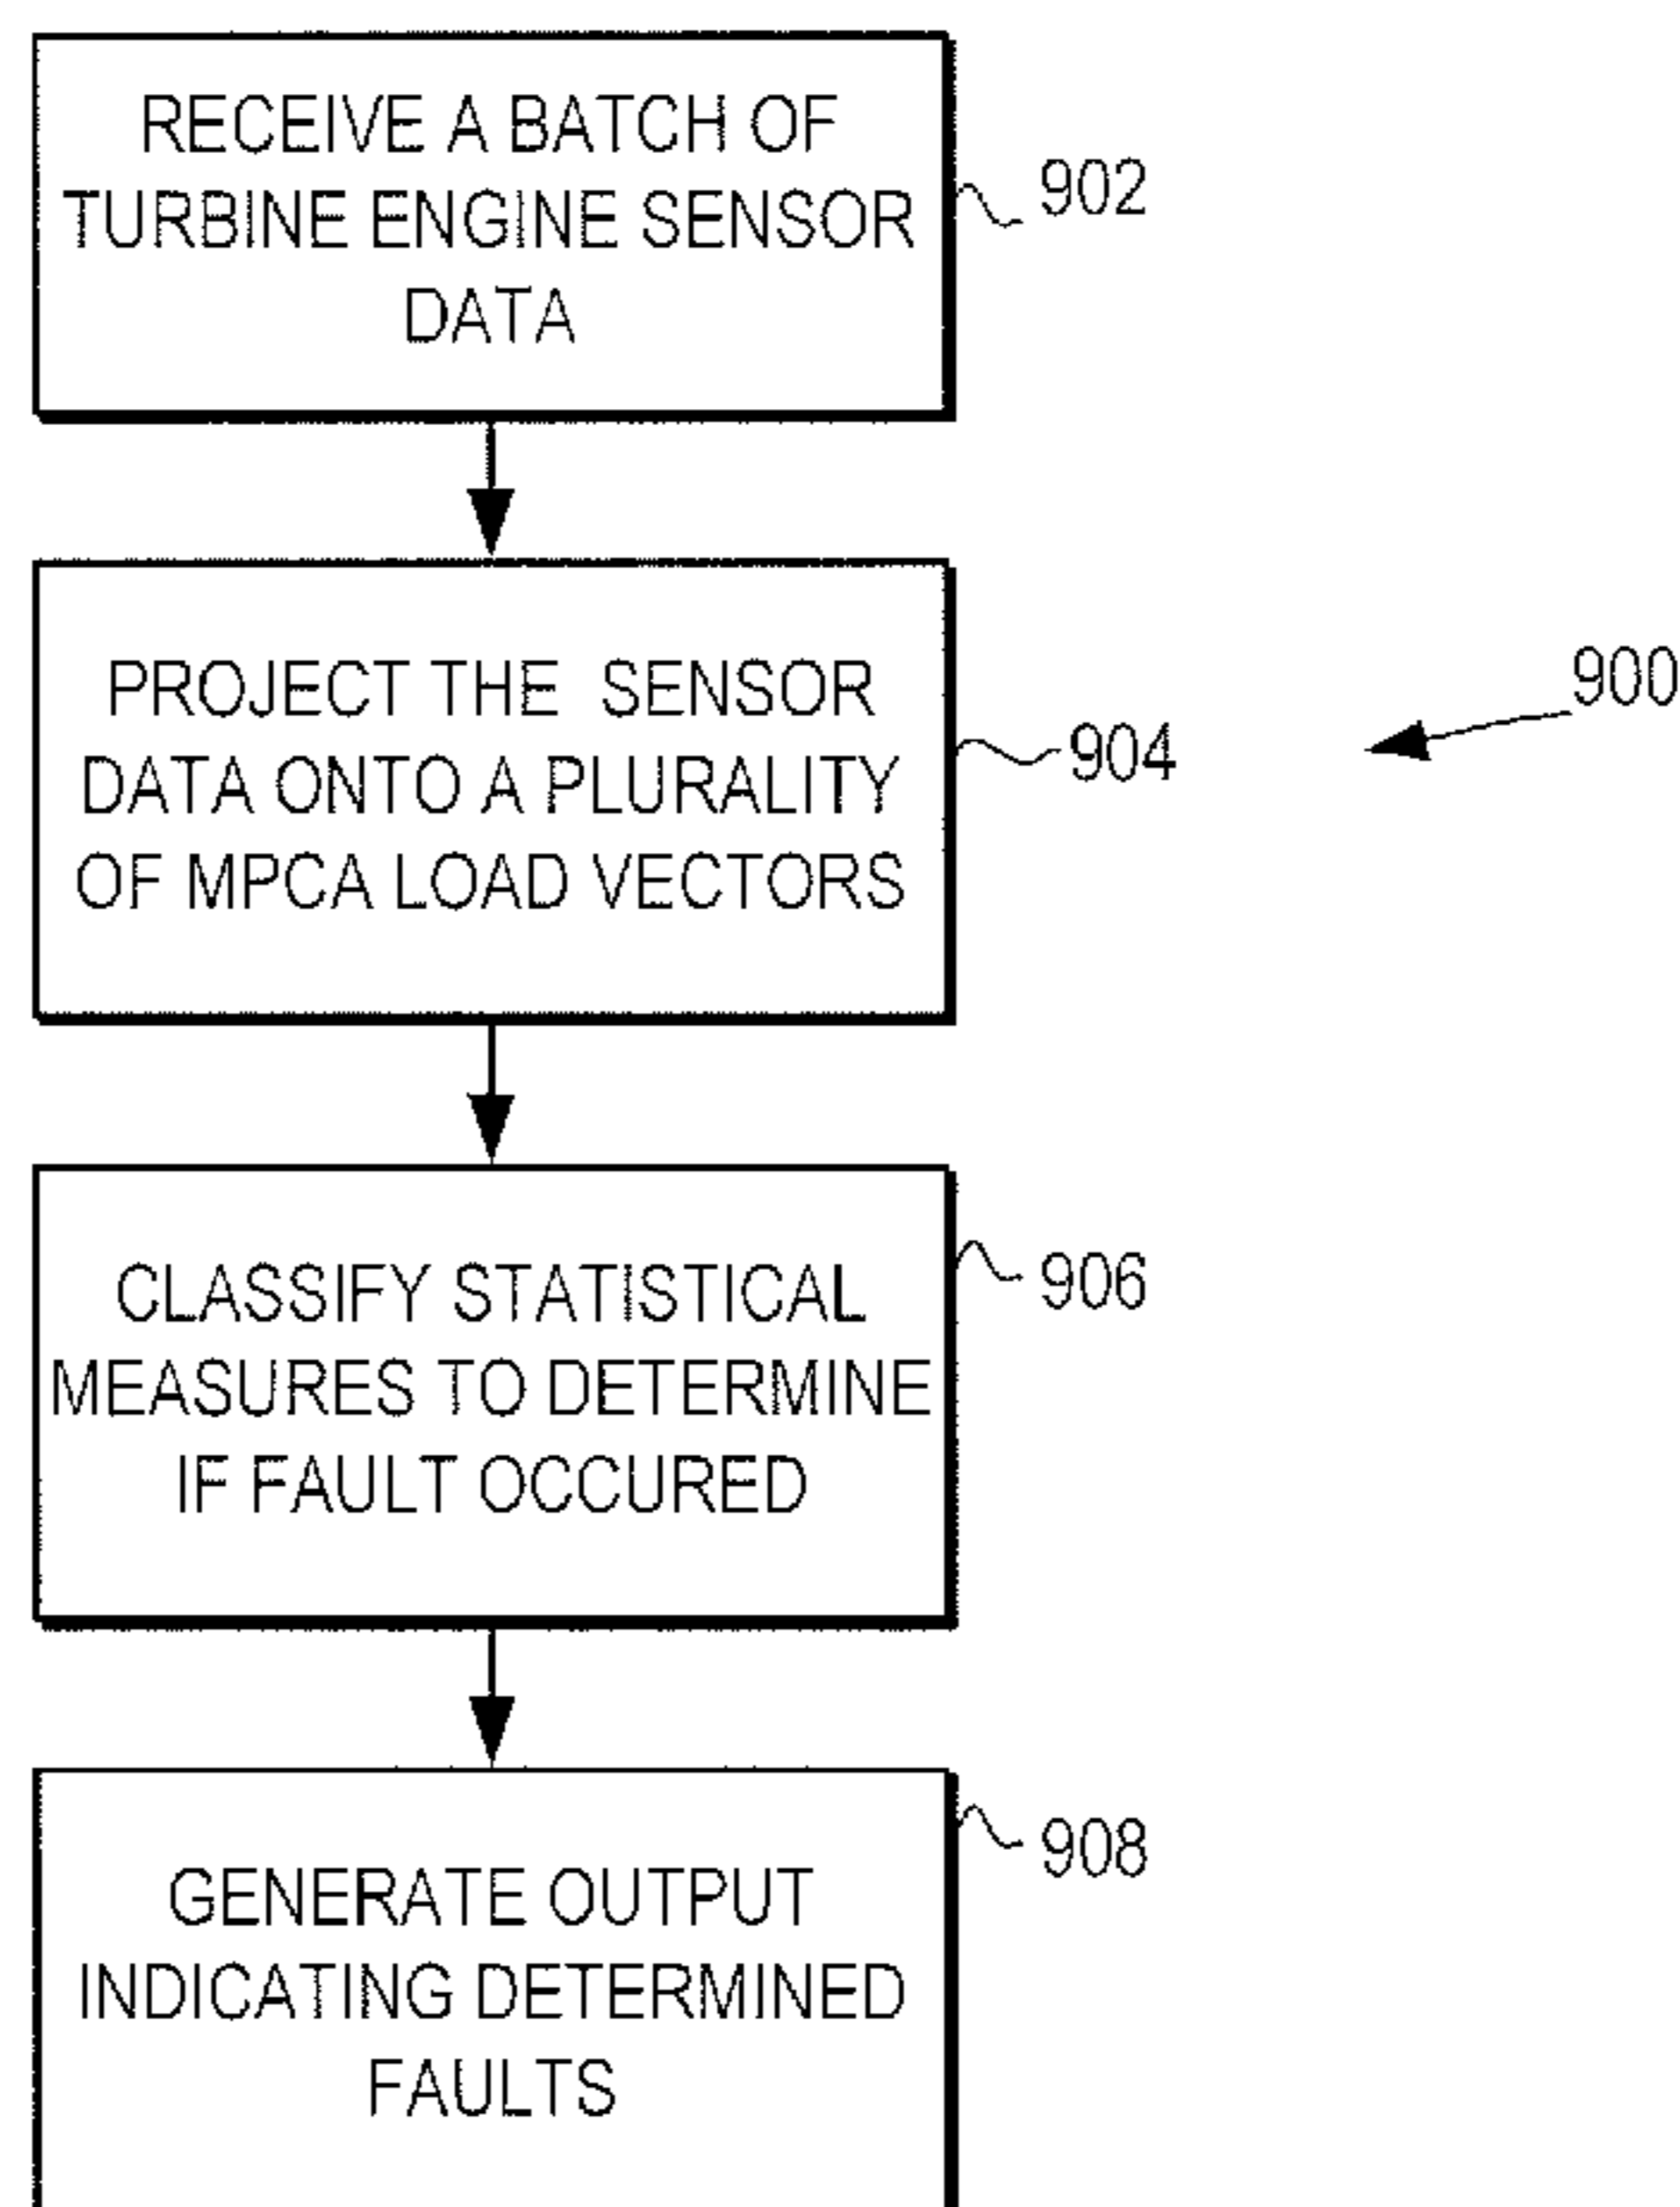 RECEIVE A BATCH OF
TURBINE ENGINE SENSOR
DATA
902
PROJECT THE SENSOR
DATA ONTO A PLURALITY
OF MPCA LOAD VECTORS
904
900
CLASSIFY STATISTICAL
MEASURES TO DETERMINE
IF FAULT OCCURED
906
GENERATE OUTPUT
INDICATING DETERMINED
FAULTS
908